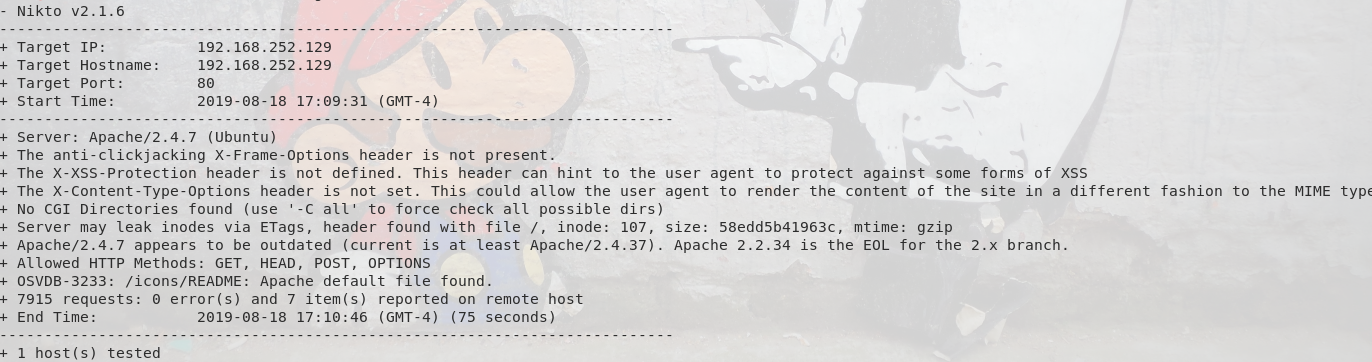 - Nikto v2.1.6
---------------------------------------------------------------------------
+ Target IP:          192.168.252.129
+ Target Hostname:    192.168.252.129
+ Target Port:        80
+ Start Time:         2019-08-18 17:09:31 (GMT-4)
---------------------------------------------------------------------------
+ Server: Apache/2.4.7 (Ubuntu)
+ The anti-clickjacking X-Frame-Options header is not present.
+ The X-XSS-Protection header is not defined. This header can hint to the user agent to protect against some forms of XSS
+ The X-Content-Type-Options header is not set. This could allow the user agent to render the content of the site in a different fashion to the MIME type
+ No CGI Directories found (use '-C all' to force check all possible dirs)
+ Server may leak inodes via ETags, header found with file /, inode: 107, size: 58edd5b41963c, mtime: gzip
+ Apache/2.4.7 appears to be outdated (current is at least Apache/2.4.37). Apache 2.2.34 is the EOL for the 2.x branch.
+ Allowed HTTP Methods: GET, HEAD, POST, OPTIONS
+ OSVDB-3233: /icons/README: Apache default file found.
+ 7915 requests: 0 error(s) and 7 item(s) reported on remote host
+ End Time:           2019-08-18 17:10:46 (GMT-4) (75 seconds)
---------------------------------------------------------------------------
+ 1 host(s) tested